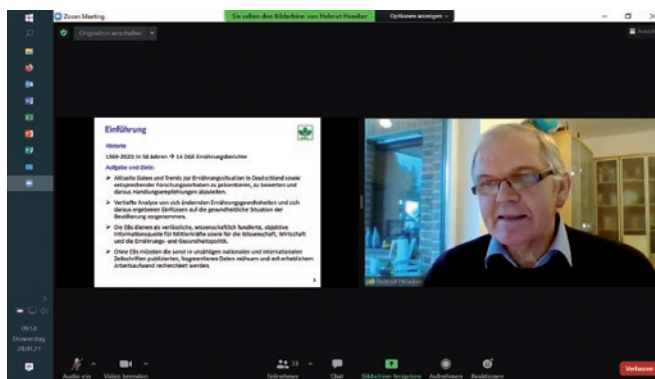 Zoom Meeting
Sie sehen den Bildschirm von Helmut Heseker
Optionen anzeigen
Originalton einschalten
Ansicht
Einführung
Historie
1969-2020: In 50 Jahren → 14 DGE Ernährungsberichte
Aufgabe und Ziele:
➤ Aktuelle Daten und Trends zur Ernährungssituation in Deutschland sowie
entsprechender Forschungsvorhaben zu präsentieren, zu bewerten und
daraus Handlungsempfehlungen abzuleiten.
➤ Vertiefte Analyse von sich ändernden Ernährungsgewohnheiten und sich
daraus ergebenen Einflüssen auf die gesundheitliche Situation der
Bevölkerung vorgenommen.
➤ Die EBs dienen als verlässliche, wissenschaftlich fundierte, objektive
Informationsquelle für Mittlerkräfte sowie für die Wissenschaft, Wirtschaft
und die Ernährungs- und Gesundheitspolitik.
➤ Ohne EBs müssten die sonst in unzähligen nationalen und internationalen
Zeitschriften publizierten, fragmentierten Daten mühsam und mit erheblichem
Arbeitsaufwand recherchiert werden.
Helmut Heseker
09:58
Donnerstag
28.01.21
Audio ein
Video beenden
23
Teilnehmer
Chat
Bildschirm freigeben
Aufnehmen
Reaktionen
Verlassen